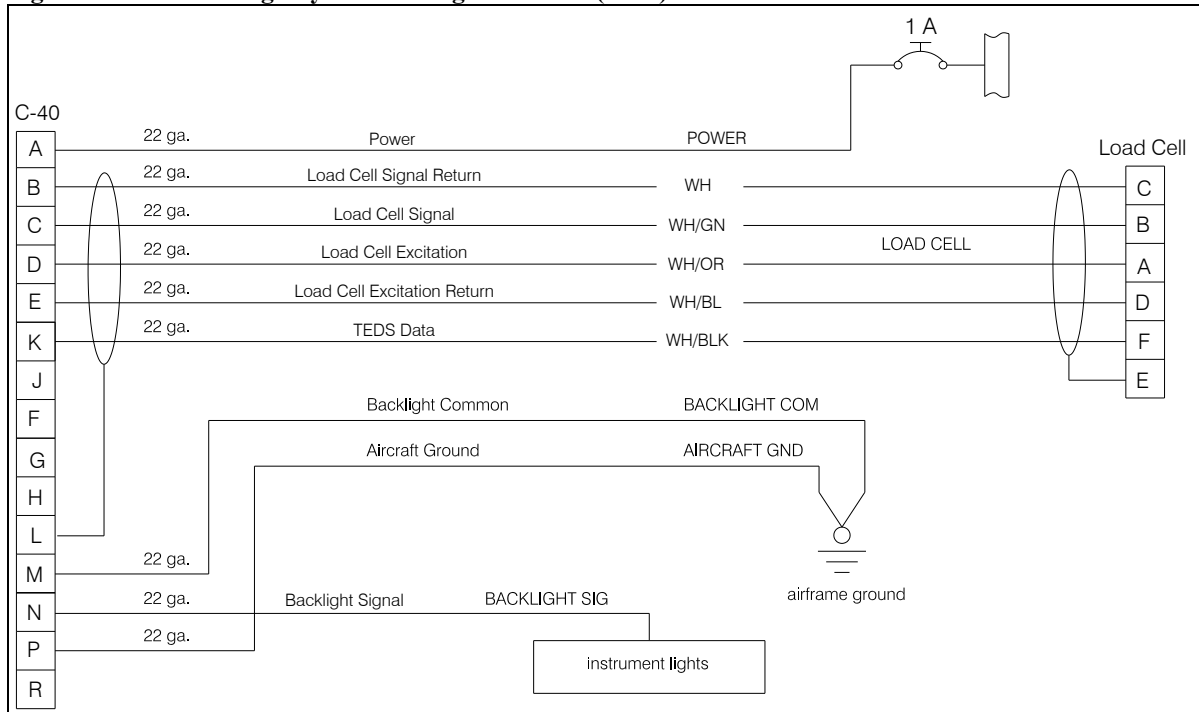 1 A
C-40
A 22 ga. Power POWER
Load Cell
B 22 ga. Load Cell Signal Return WH C
C 22 ga. Load Cell Signal WH/GN B
D 22 ga. Load Cell Excitation WH/OR LOAD CELL A
E 22 ga. Load Cell Excitation Return WH/BL D
K 22 ga. TEDS Data WH/BLK F
J E
F Backlight Common BACKLIGHT COM
G Aircraft Ground AIRCRAFT GND
H
L
M 22 ga.
airframe ground
N 22 ga. Backlight Signal BACKLIGHT SIG
P 22 ga.
instrument lights
R